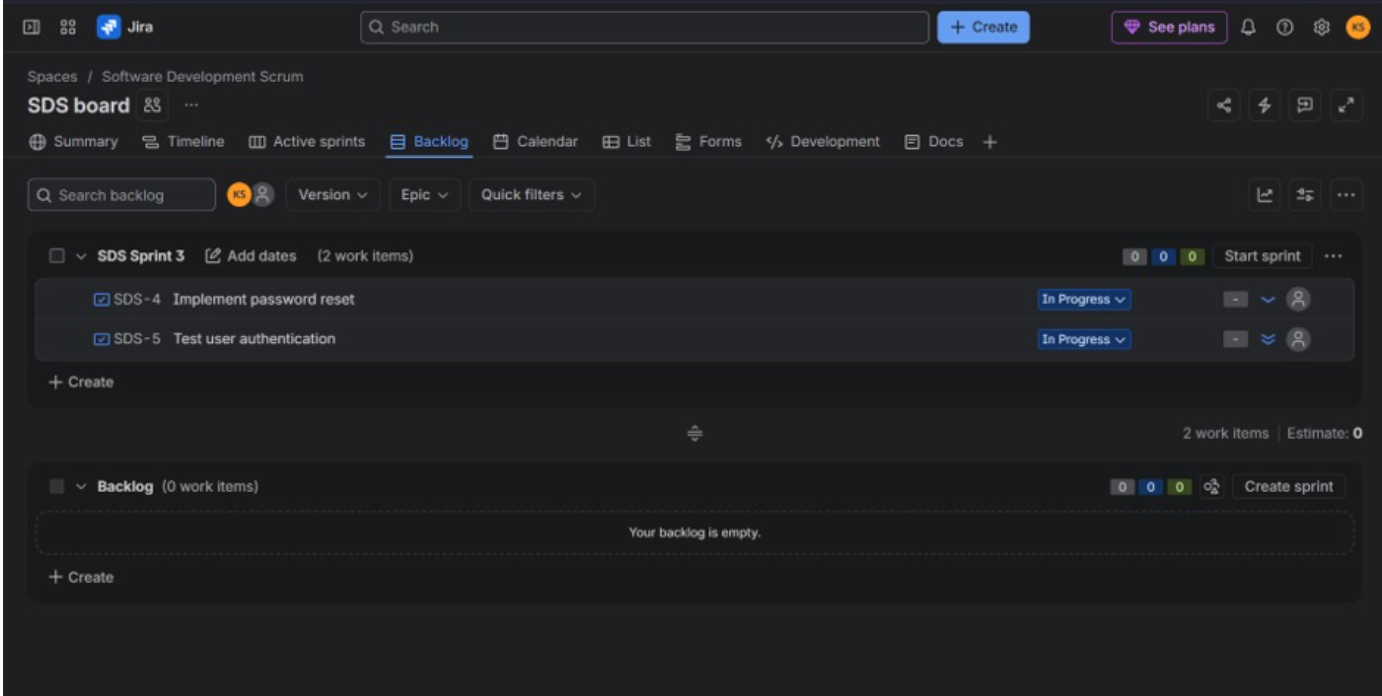 Jira
Search
+ Create
See plans
KS
Spaces / Software Development Scrum
SDS board
Summary Timeline Active sprints Backlog Calendar List Forms Development Docs
Search backlog KS Version Epic Quick filters
SDS Sprint 3 Add dates (2 work items) 0 0 0 Start sprint
SDS-4 Implement password reset In Progress -
SDS-5 Test user authentication In Progress -
+ Create
2 work items Estimate: 0
Backlog (0 work items) 0 0 0 Create sprint
Your backlog is empty.
+ Create